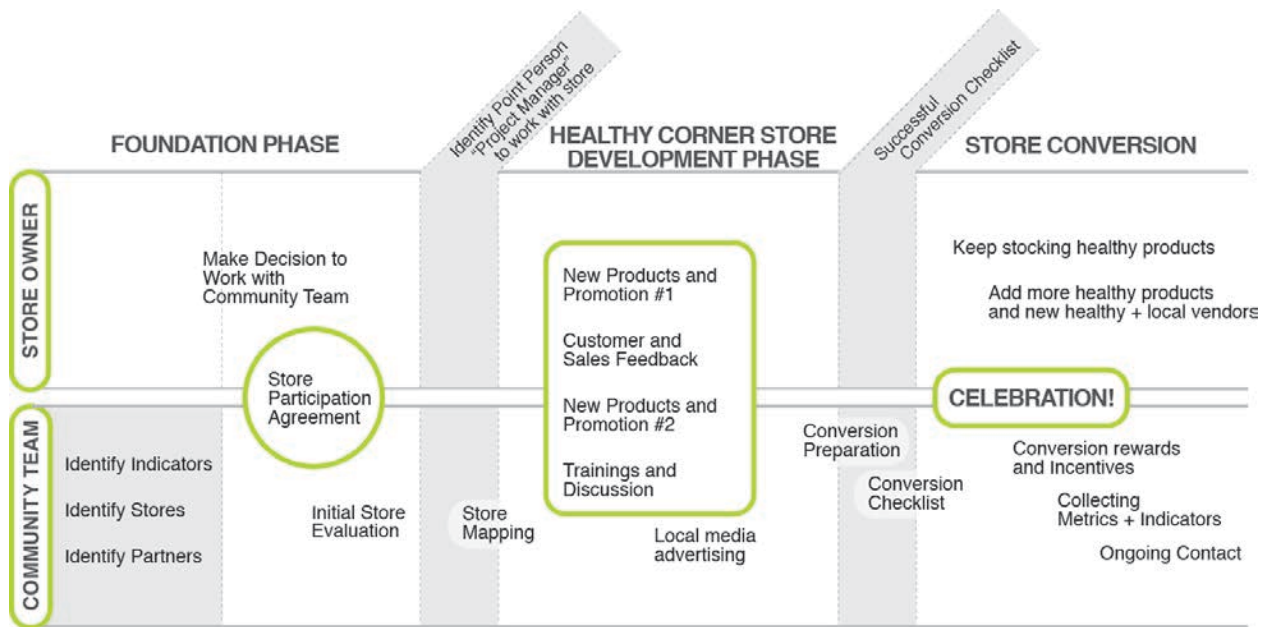 FOUNDATION PHASE
Identify Point Person
"Project Manager"
to work with store
HEALTHY CORNER STORE
DEVELOPMENT PHASE
Successful
Conversion Checklist
STORE CONVERSION
STORE OWNER
Make Decision to
Work with
Community Team
New Products and
Promotion #1
Customer and
Sales Feedback
New Products and
Promotion #2
Trainings and
Discussion
Keep stocking healthy products
Add more healthy products
and new healthy + local vendors
Store
Participation
Agreement
CELEBRATION!
COMMUNITY TEAM
Identify Indicators
Identify Stores
Identify Partners
Initial Store
Evaluation
Store
Mapping
Local media
advertising
Conversion
Preparation
Conversion
Checklist
Conversion rewards
and Incentives
Collecting
Metrics + Indicators
Ongoing Contact